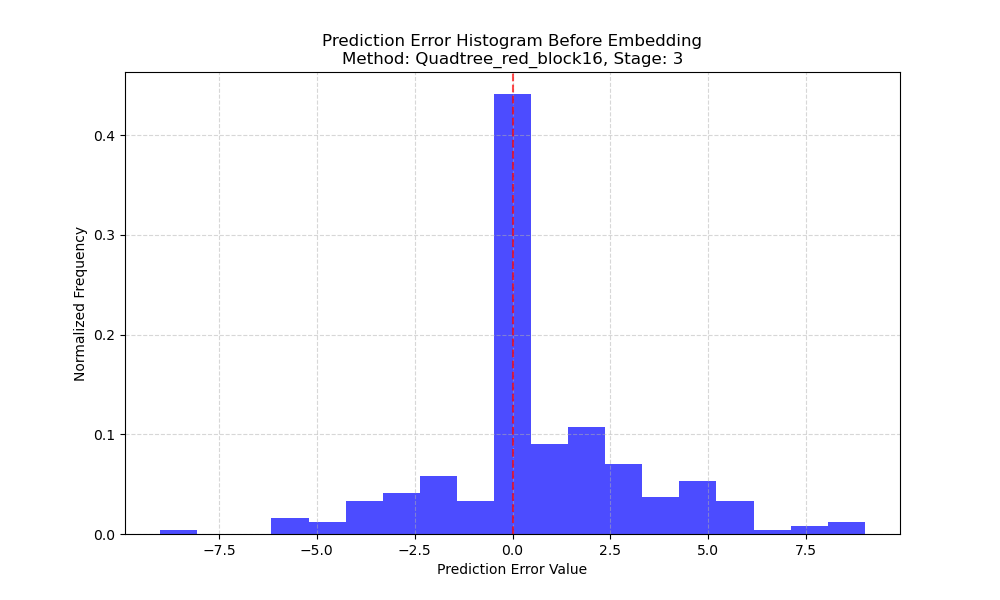 Prediction Error Histogram Before Embedding
Method: Quadtree_red_block16, Stage: 3
Normalized Frequency
0.4
0.3
0.2
0.1
0.0
−7.5 −5.0 −2.5 0.0 2.5 5.0 7.5
Prediction Error Value